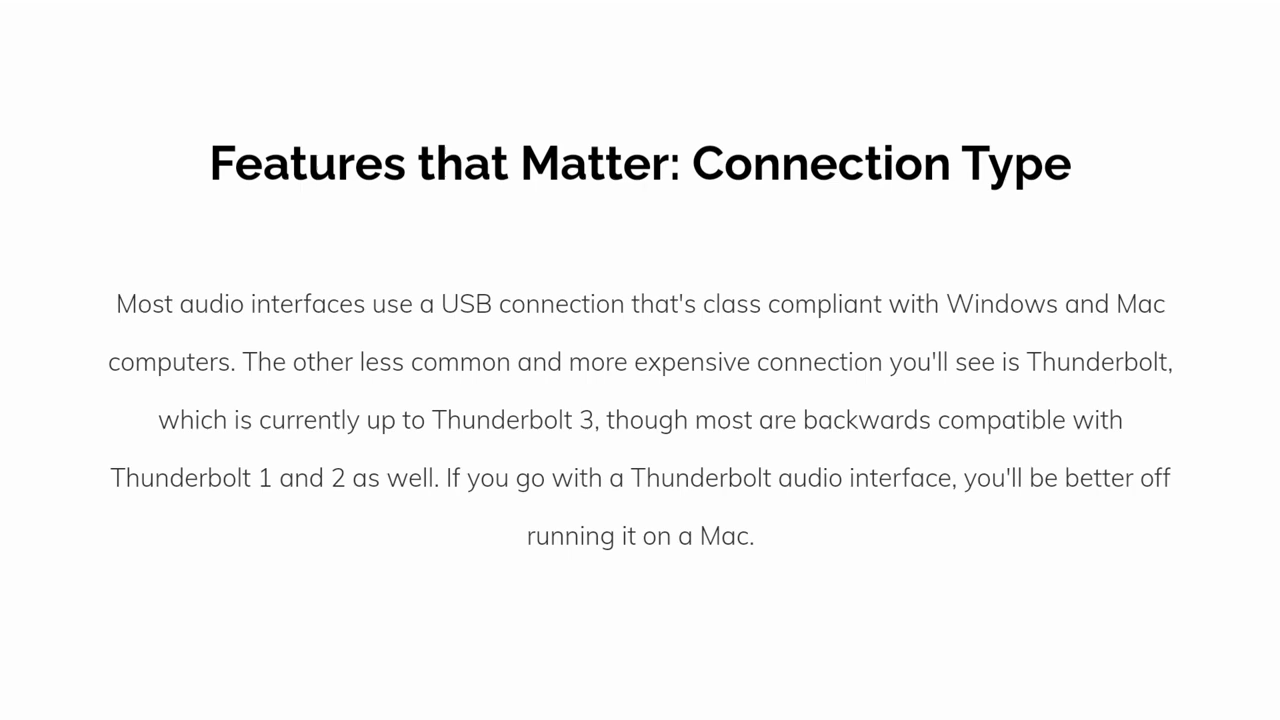 Features that Matter: Connection Type
Most audio interfaces use a USB connection that's class compliant with Windows and Mac
computers. The other less common and more expensive connection you'll see is Thunderbolt,
which is currently up to Thunderbolt 3, though most are backwards compatible with
Thunderbolt 1 and 2 as well. If you go with a Thunderbolt audio interface, you'll be better off
running it on a Mac.